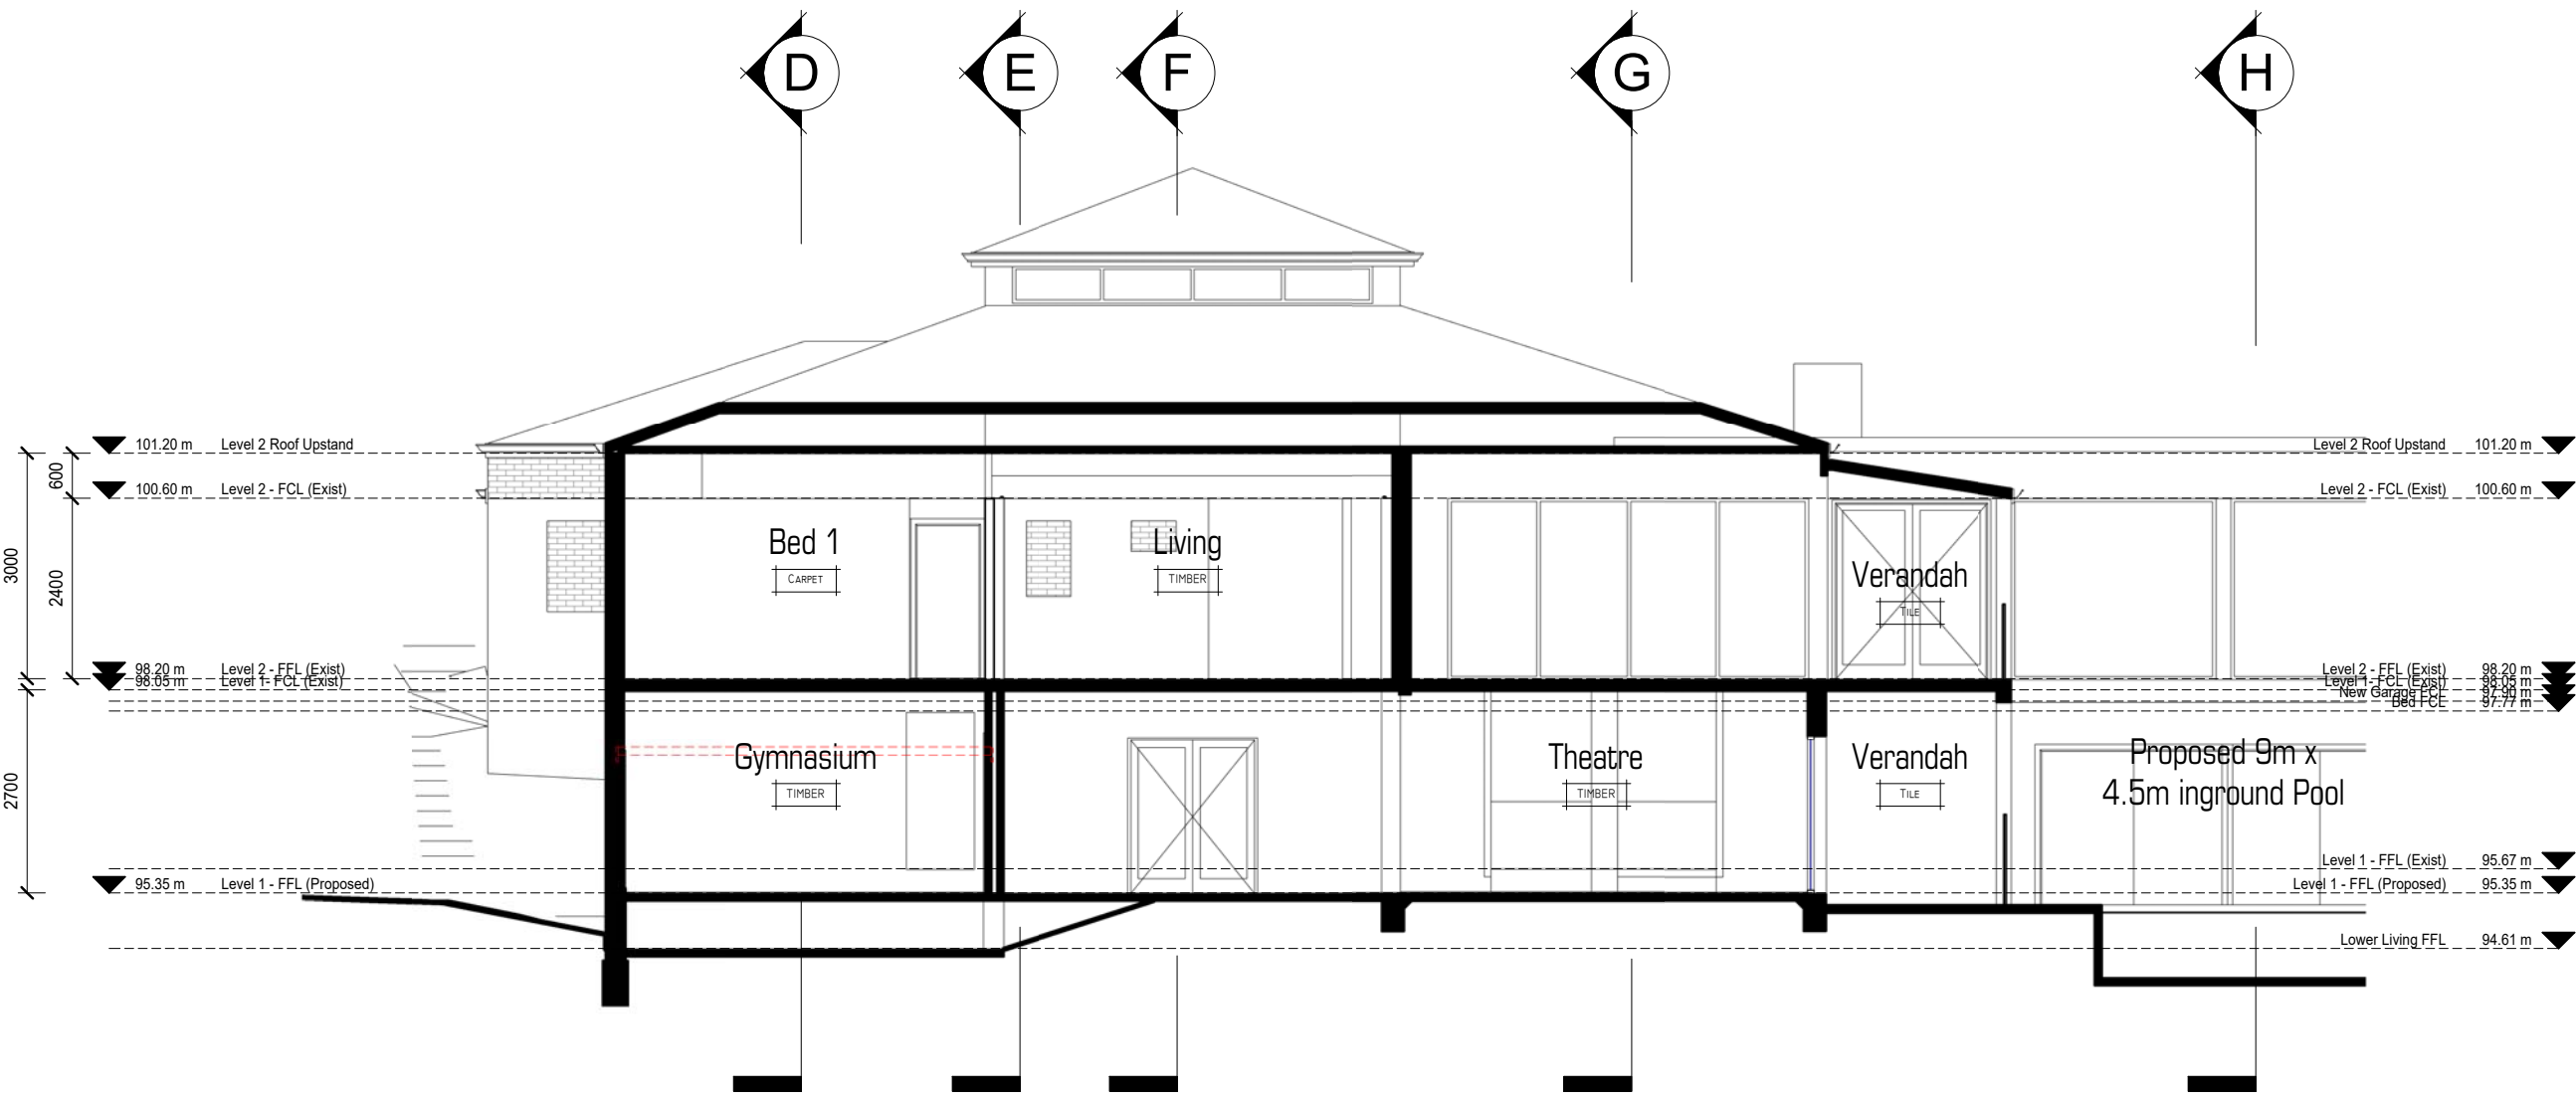 D
E
F
G
H
101.20 m Level 2 Roof Upstand
Level 2 Roof Upstand 101.20 m
600
100.60 m Level 2 - FCL (Exist)
Level 2 - FCL (Exist) 100.60 m
3000
2400
Bed 1
CARPET
Living
TIMBER
Verandah
TILE
98.20 m Level 2 - FFL (Exist)
98.05 m Level 1- FCL (Exist)
Level 2 - FFL (Exist) 98.20 m
Level 1- FCL (Exist) 98.05 m
New Garage FCL 97.90 m
Bed FCL 97.77 m
2700
Gymnasium
TIMBER
Theatre
TIMBER
Verandah
TILE
Proposed 9m x
4.5m inground Pool
Level 1 - FFL (Exist) 95.67 m
95.35 m Level 1 - FFL (Proposed)
Level 1 - FFL (Proposed) 95.35 m
Lower Living FFL 94.61 m